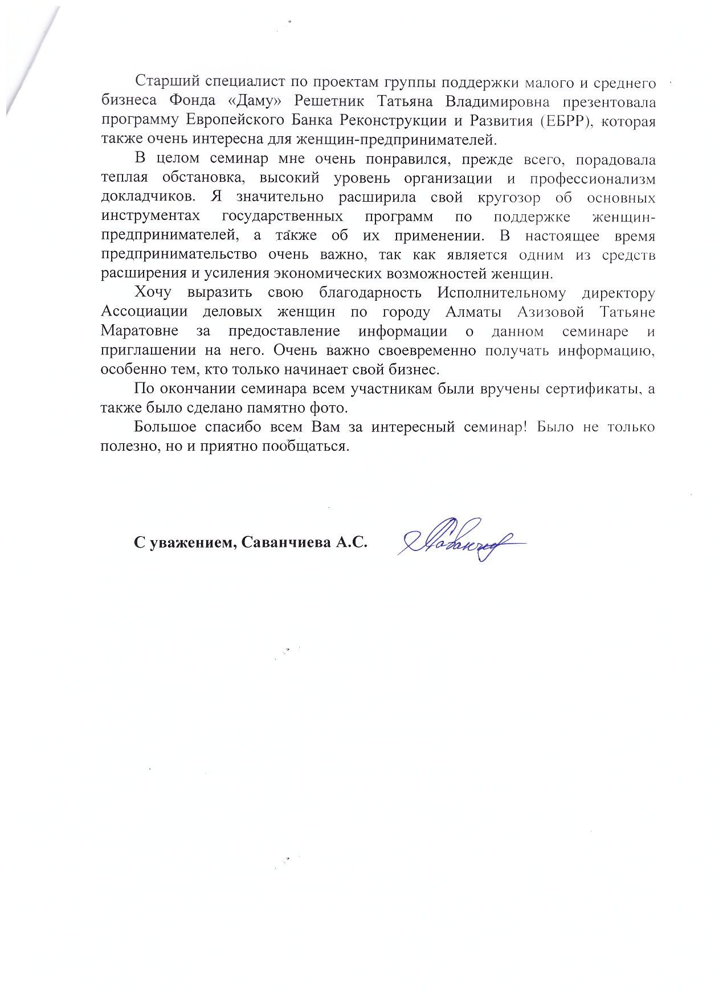 Старший специалист по проектам группы поддержки малого и среднего
бизнеса Фонда «Даму» Решетник Татьяна Владимировна презентовала
программу Европейского Банка Реконструкции и Развития (ЕБРР), которая
также очень интересна для женщин-предпринимателей.
В целом семинар мне очень понравился, прежде всего, порадовала
теплая обстановка, высокий уровень организации и профессионализм
докладчиков. Я значительно расширила свой кругозор об основных
инструментах государственных программ по поддержке женщин-
предпринимателей, а также об их применении. В настоящее время
предпринимательство очень важно, так как является одним из средств
расширения и усиления экономических возможностей женщин.
Хочу выразить свою благодарность Исполнительному директору
Ассоциации деловых женщин по городу Алматы Азизовой Татьяне
Маратовне за предоставление информации о данном семинаре и
приглашении на него. Очень важно своевременно получать информацию,
особенно тем, кто только начинает свой бизнес.
По окончании семинара всем участникам были вручены сертификаты, а
также было сделано памятно фото.
Большое спасибо всем Вам за интересный семинар! Было не только
полезно, но и приятно пообщаться.
С уважением, Саванчиева А.С.